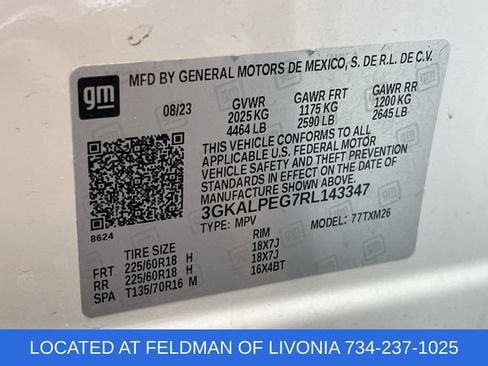 gm
MFD BY GENERAL MOTORS DE MEXICO, S. DE R.L. DE C.V.
08/23 GVWR GAWR FRT GAWR RR
2025 KG 1175 KG 1200 KG
4464 LB 2590 LB 2645 LB
THIS VEHICLE CONFORMS TO ALL
APPLICABLE U.S. FEDERAL MOTOR
VEHICLE SAFETY AND THEFT PREVENTION
STANDARDS IN EFFECT ON THE DATE OF
MANUFACTURE SHOWN ABOVE.
3GKALPEG7RL143347
8624
TYPE: MPV MODEL: 77TXM26
TIRE SIZE RIM
FRT 225/60R18 H 18X7J
RR 225/60R18 H 18X7J
SPA T135/70R16 M 16X4BT
LOCATED AT FELDMAN OF LIVONIA 734-237-1025